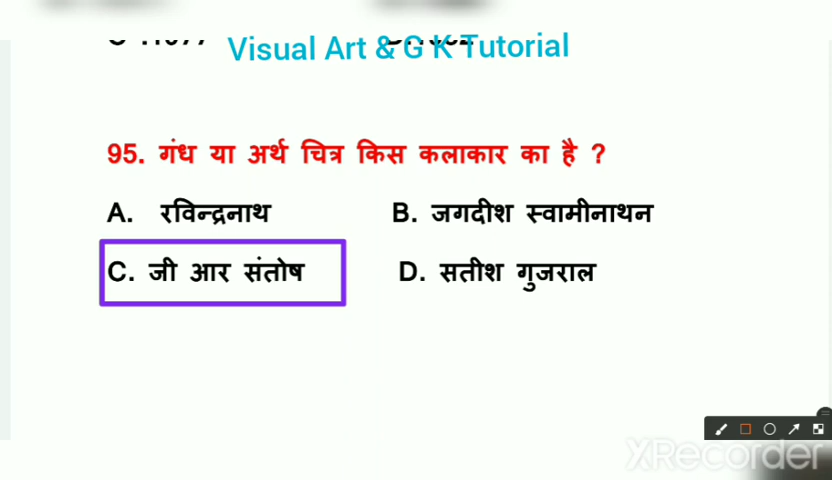 Visual Art & G K Tutorial
95. गंध या अर्थ चित्र किस कलाकार का है ?
A. रविन्द्रनाथ B. जगदीश स्वामीनाथन
C. जी आर संतोष D. सतीश गुजराल
XRecorder